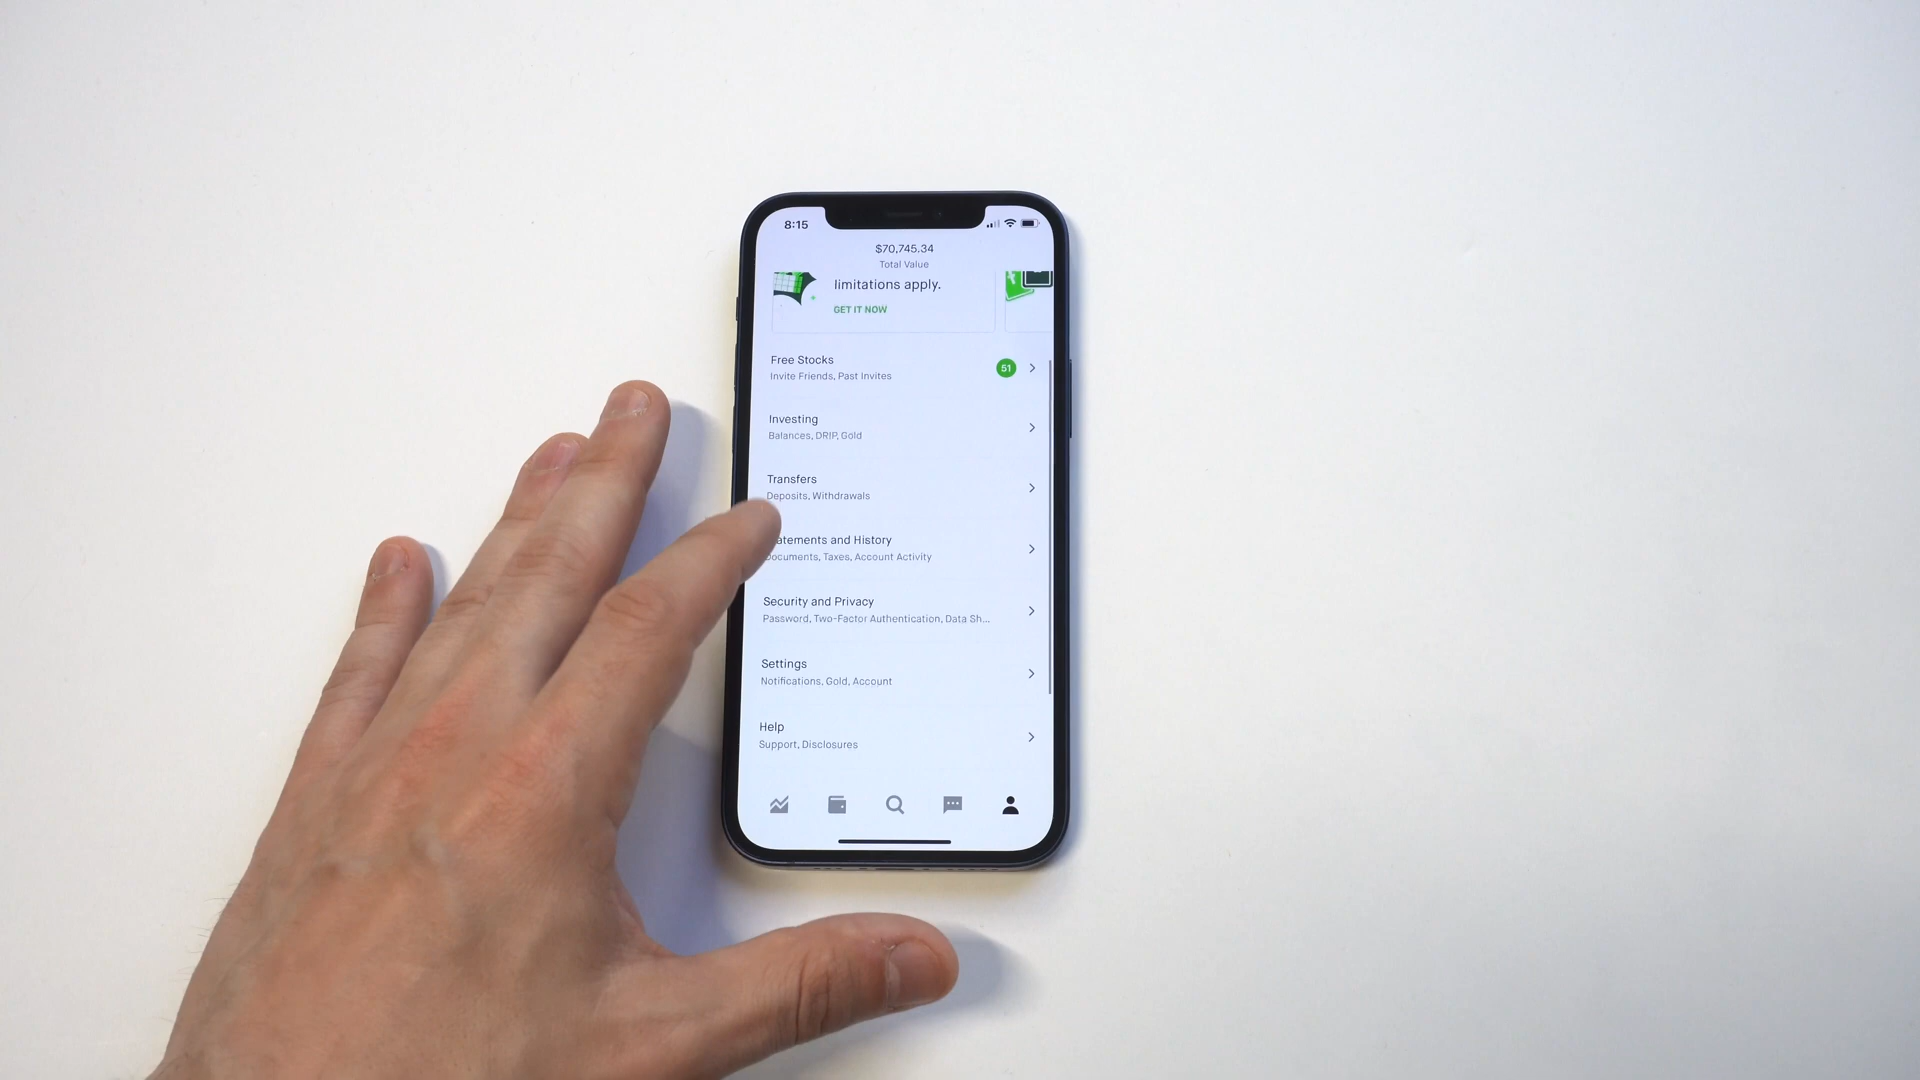 8:15
$70,745.34
Total Value
limitations apply.
GET IT NOW
Free Stocks
Invite Friends, Past Invites
51
Investing
Balances, DRIP, Gold
Transfers
Deposits, Withdrawals
atements and History
ocuments, Taxes, Account Activity
Security and Privacy
Password, Two-Factor Authentication, Data Sh...
Settings
Notifications, Gold, Account
Help
Support, Disclosures